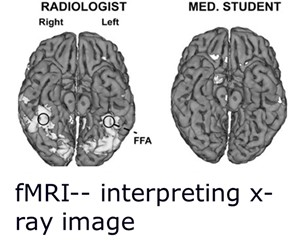 RADIOLOGIST
MED. STUDENT
Right
Left
FFA
fMRI-- interpreting x-
ray image